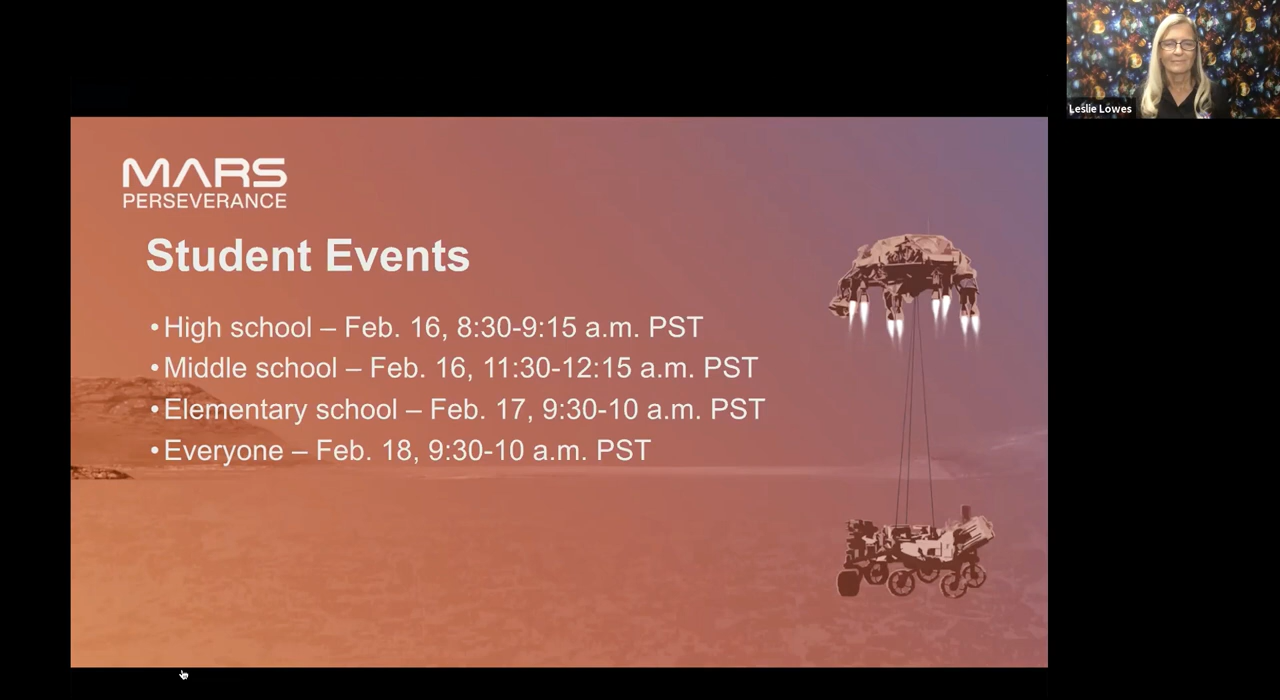 Leslie Lowes
MARS
PERSEVERANCE
Student Events
•High school – Feb. 16, 8:30-9:15 a.m. PST
•Middle school – Feb. 16, 11:30-12:15 a.m. PST
•Elementary school – Feb. 17, 9:30-10 a.m. PST
•Everyone – Feb. 18, 9:30-10 a.m. PST